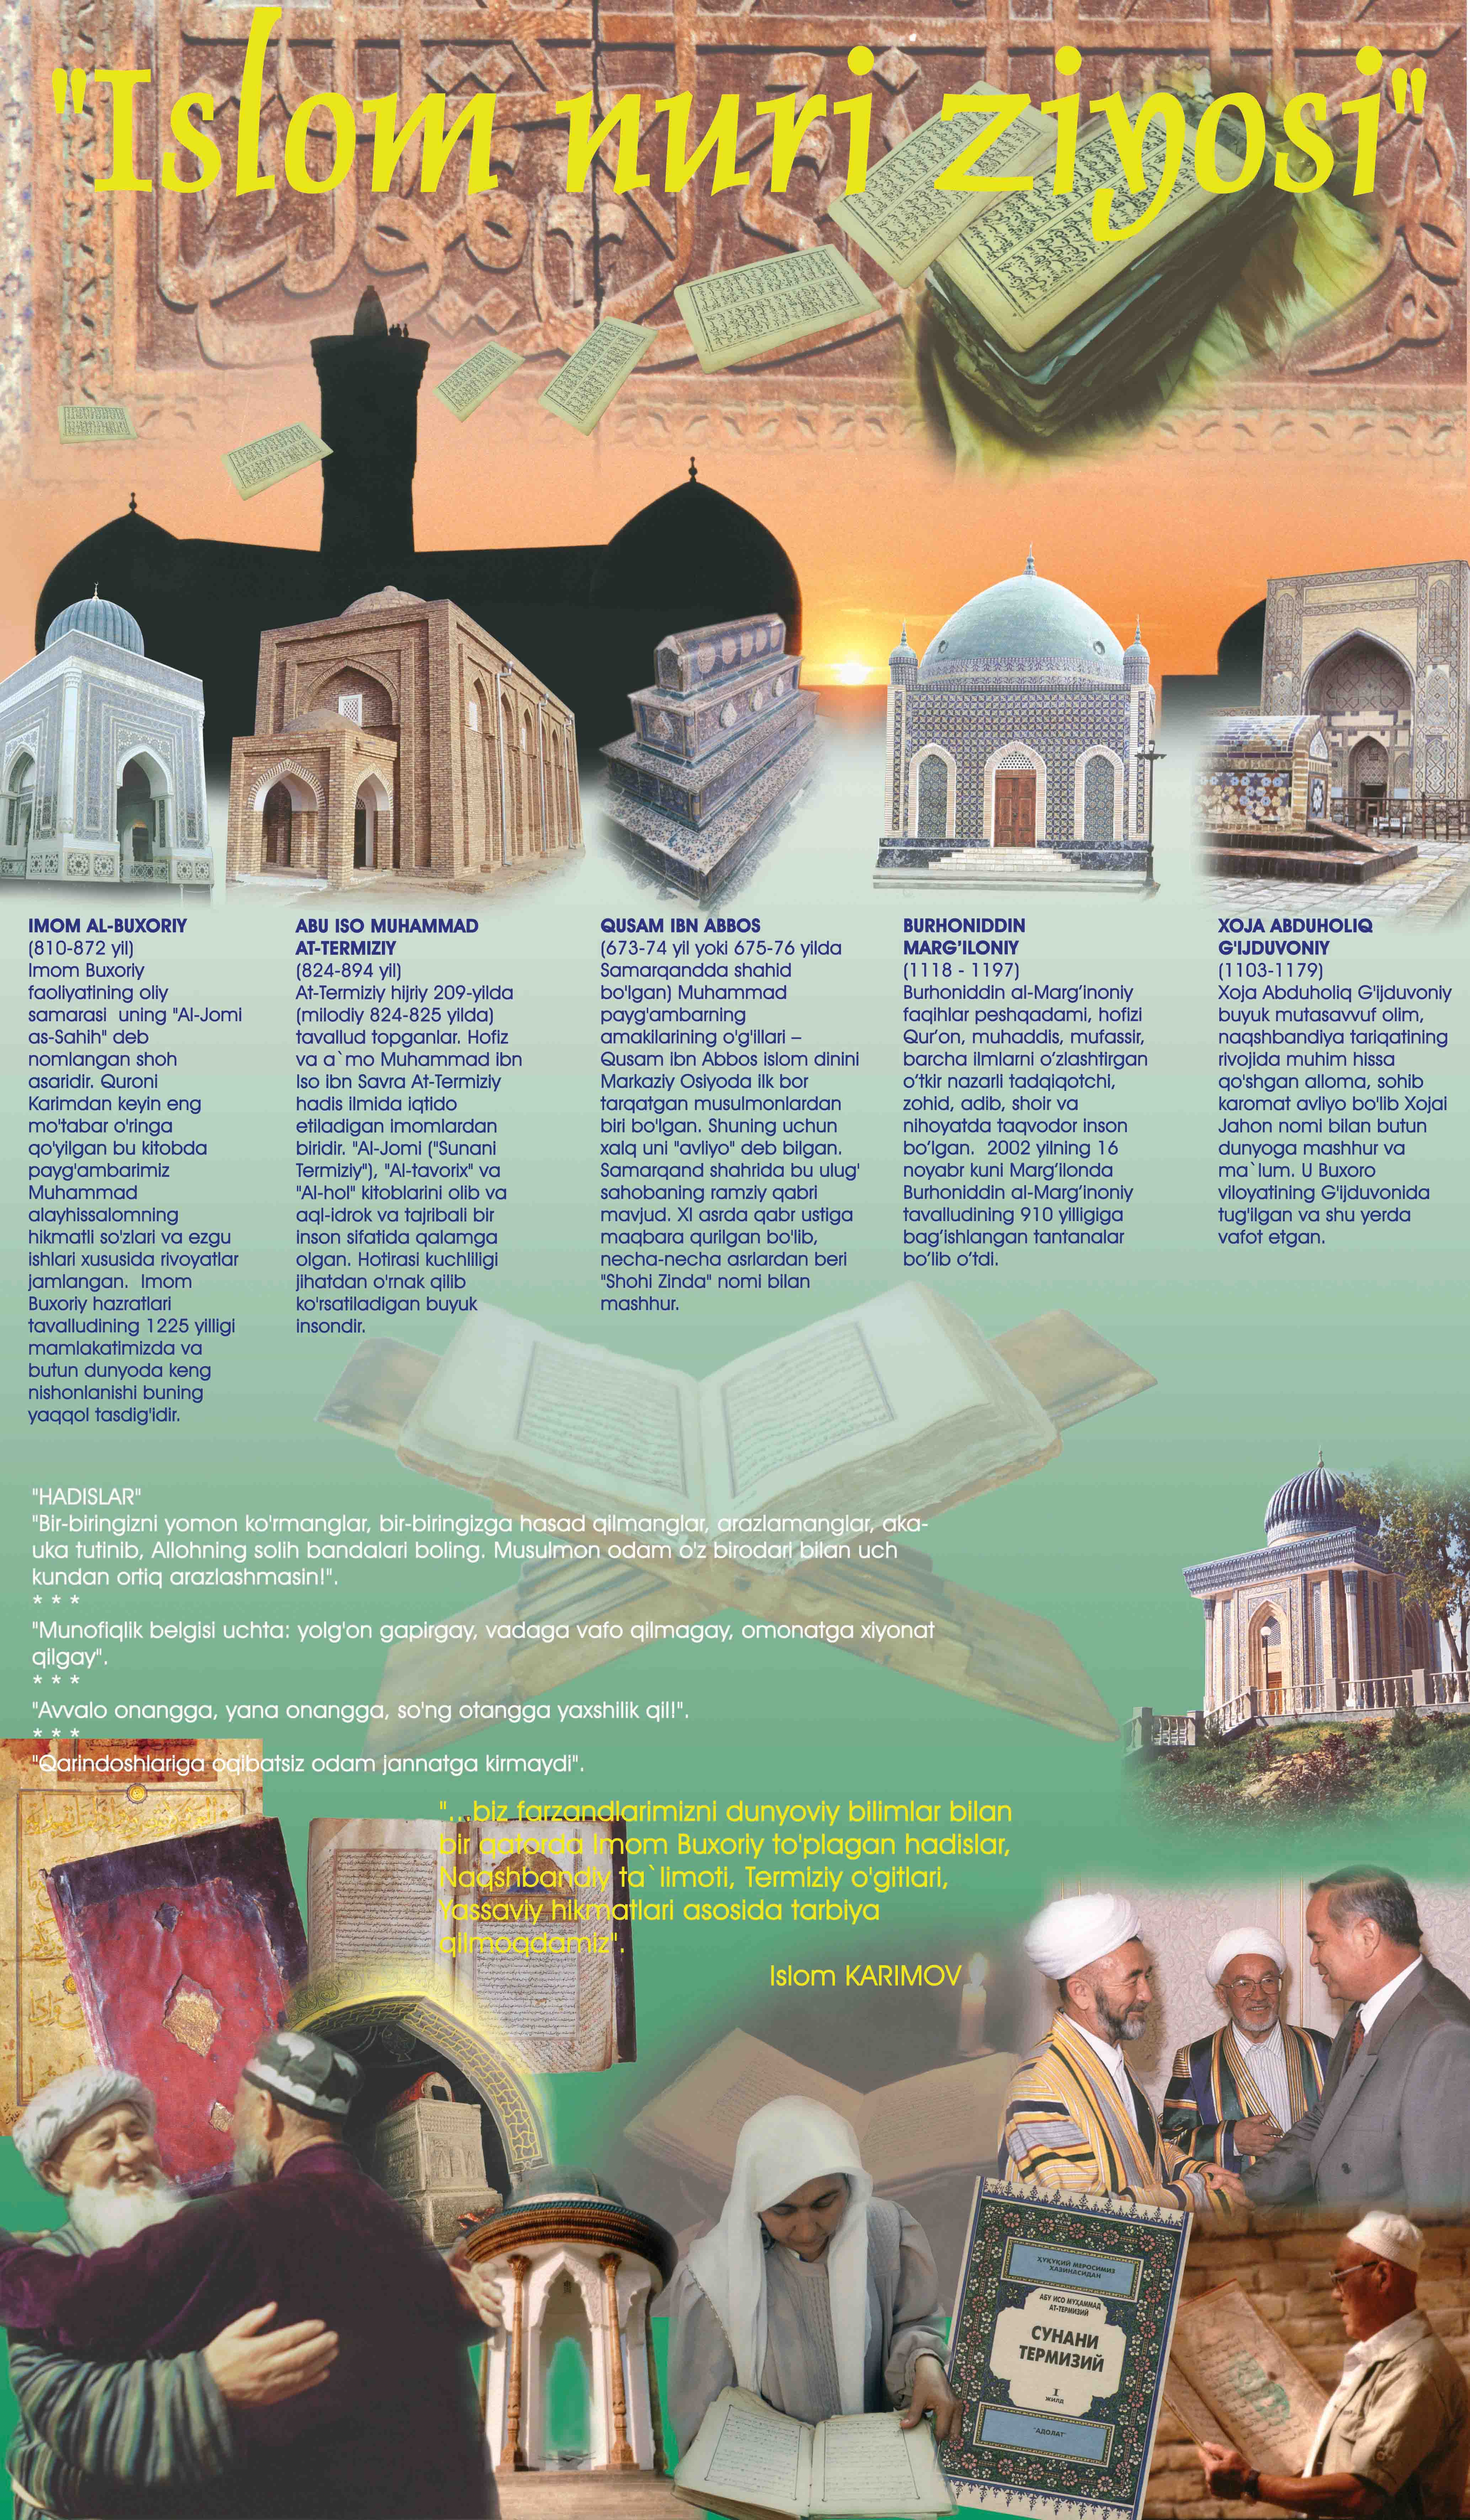 "Islom nuri ziyosi"
IMOM AL-BUXORIY
(810-872 yil)
Imom Buxoriy
faoliyatining oliy
samarasi uning "Al-Jomi
as-Sahih" deb
nomlangan shoh
asaridir. Quroni
Karimdan keyin eng
mo'tabar o'ringa
qo'yilgan bu kitobda
payg'ambarimiz
Muhammad
alayhissalomning
hikmatli so'zlari va ezgu
ishlari xususida rivoyatlar
jamlangan. Imom
Buxoriy hazratlari
tavalludining 1225 yilligi
mamlakatimizda va
butun dunyoda keng
nishonlanishi buning
yaqqol tasdig'idir.
ABU ISO MUHAMMAD
AT-TERMIZIY
(824-894 yil)
At-Termiziy hijriy 209-yilda
(milodiy 824-825 yilda)
tavallud topganlar. Hofiz
va a`mo Muhammad ibn
Iso ibn Savra At-Termiziy
hadis ilmida iqtido
etiladigan imomlardan
biridir. "Al-Jomi ("Sunani
Termiziy"), "Al-tavorix" va
"Al-hol" kitoblarini olib va
aql-idrok va tajribali bir
inson sifatida qalamga
olgan. Hotirasi kuchliligi
jihatdan o'rnak qilib
ko'rsatiladigan buyuk
insondir.
QUSAM IBN ABBOS
(673-74 yil yoki 675-76 yilda
Samarqandda shahid
bo'lgan) Muhammad
payg'ambarning
amakilarining o'g'illari –
Qusam ibn Abbos islom dinini
Markaziy Osiyoda ilk bor
tarqatgan musulmonlardan
biri bo'lgan. Shuning uchun
xalq uni "avliyo" deb bilgan.
Samarqand shahrida bu ulug'
sahobaning ramziy qabri
mavjud. XI asrda qabr ustiga
maqbara qurilgan bo'lib,
necha-necha asrlardan beri
"Shohi Zinda" nomi bilan
mashhur.
BURHONIDDIN
MARG‘ILONIY
(1118 - 1197)
Burhoniddin al-Marg‘inoniy
faqihlar peshqadami, hofizi
Qur’on, muhaddis, mufassir,
barcha ilmlarni o‘zlashtirgan
o‘tkir nazarli tadqiqotchi,
zohid, adib, shoir va
nihoyatda taqvodor inson
bo‘lgan. 2002 yilning 16
noyabr kuni Marg‘ilonda
Burhoniddin al-Marg‘inoniy
tavalludining 910 yilligiga
bag‘ishlangan tantanalar
bo‘lib o‘tdi.
XOJA ABDUHOLIQ
G'IJDUVONIY
(1103-1179)
Xoja Abduholiq G'ijduvoniy
buyuk mutasavvuf olim,
naqshbandiya tariqatining
rivojida muhim hissa
qo'shgan alloma, sohib
karomat avliyo bo'lib Xojai
Jahon nomi bilan butun
dunyoga mashhur va
ma`lum. U Buxoro
viloyatining G'ijduvonida
tug'ilgan va shu yerda
vafot etgan.
"HADISLAR"
"Bir-biringizni yomon ko'rmanglar, bir-biringizga hasad qilmanglar, arazlamanglar, aka-
uka tutinib, Allohning solih bandalari boling. Musulmon odam o'z birodari bilan uch
kundan ortiq arazlashmasin!".
* * *
"Munofiqlik belgisi uchta: yolg'on gapirgay, vadaga vafo qilmagay, omonatga xiyonat
qilgay".
* * *
"Avvalo onangga, yana onangga, so'ng otangga yaxshilik qil!".
* * *
"Qarindoshlariga oqibatsiz odam jannatga kirmaydi".
"...biz farzandlarimizni dunyoviy bilimlar bilan
bir qatorda Imom Buxoriy to'plagan hadislar,
Naqshbandiy ta`limoti, Termiziy o'gitlari,
Yassaviy hikmatlari asosida tarbiya
qilmoqdamiz".
Islom KARIMOV
ҲУҚУҚИЙ МЕРОСИМИЗ
ХАЗИНАСИДАН
АБУ ИСО МУҲАММАД
АТ-ТЕРМИЗИЙ
СУНАНИ
ТЕРМИЗИЙ
I
ЖИЛД
"АДОЛАТ"